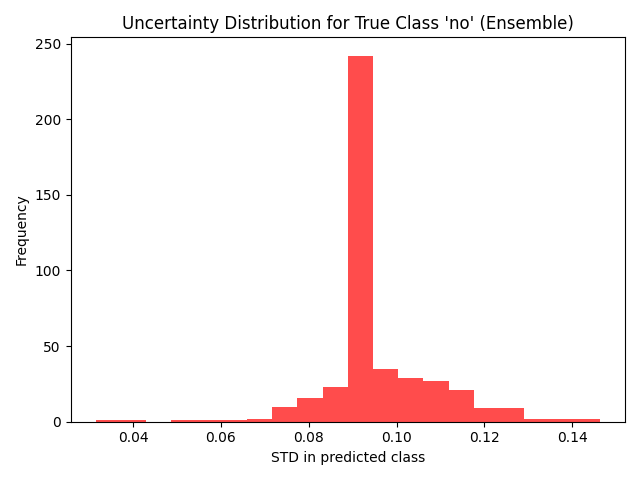 Uncertainty Distribution for True Class 'no' (Ensemble)
250
200
150
100
50
0
Frequency
0.04 0.06 0.08 0.10 0.12 0.14
STD in predicted class